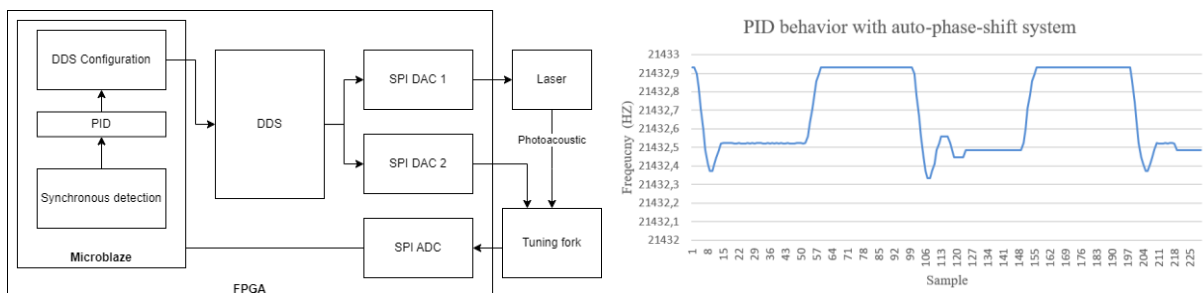 DDS Configuration
PID
Synchronous detection
Microblaze
FPGA
DDS
SPI DAC 1
SPI DAC 2
SPI ADC
Laser
Photoacoustic
Tuning fork
PID behavior with auto-phase-shift system
Freqeucny (HZ)
21433
21432,9
21432,8
21432,7
21432,6
21432,5
21432,4
21432,3
21432,2
21432,1
21432
1 8 15 22 29 36 43 50 57 64 71 78 85 92 99 106 113 120 127 134 141 148 155 162 169 176 183 190 197 204 211 218 225
Sample